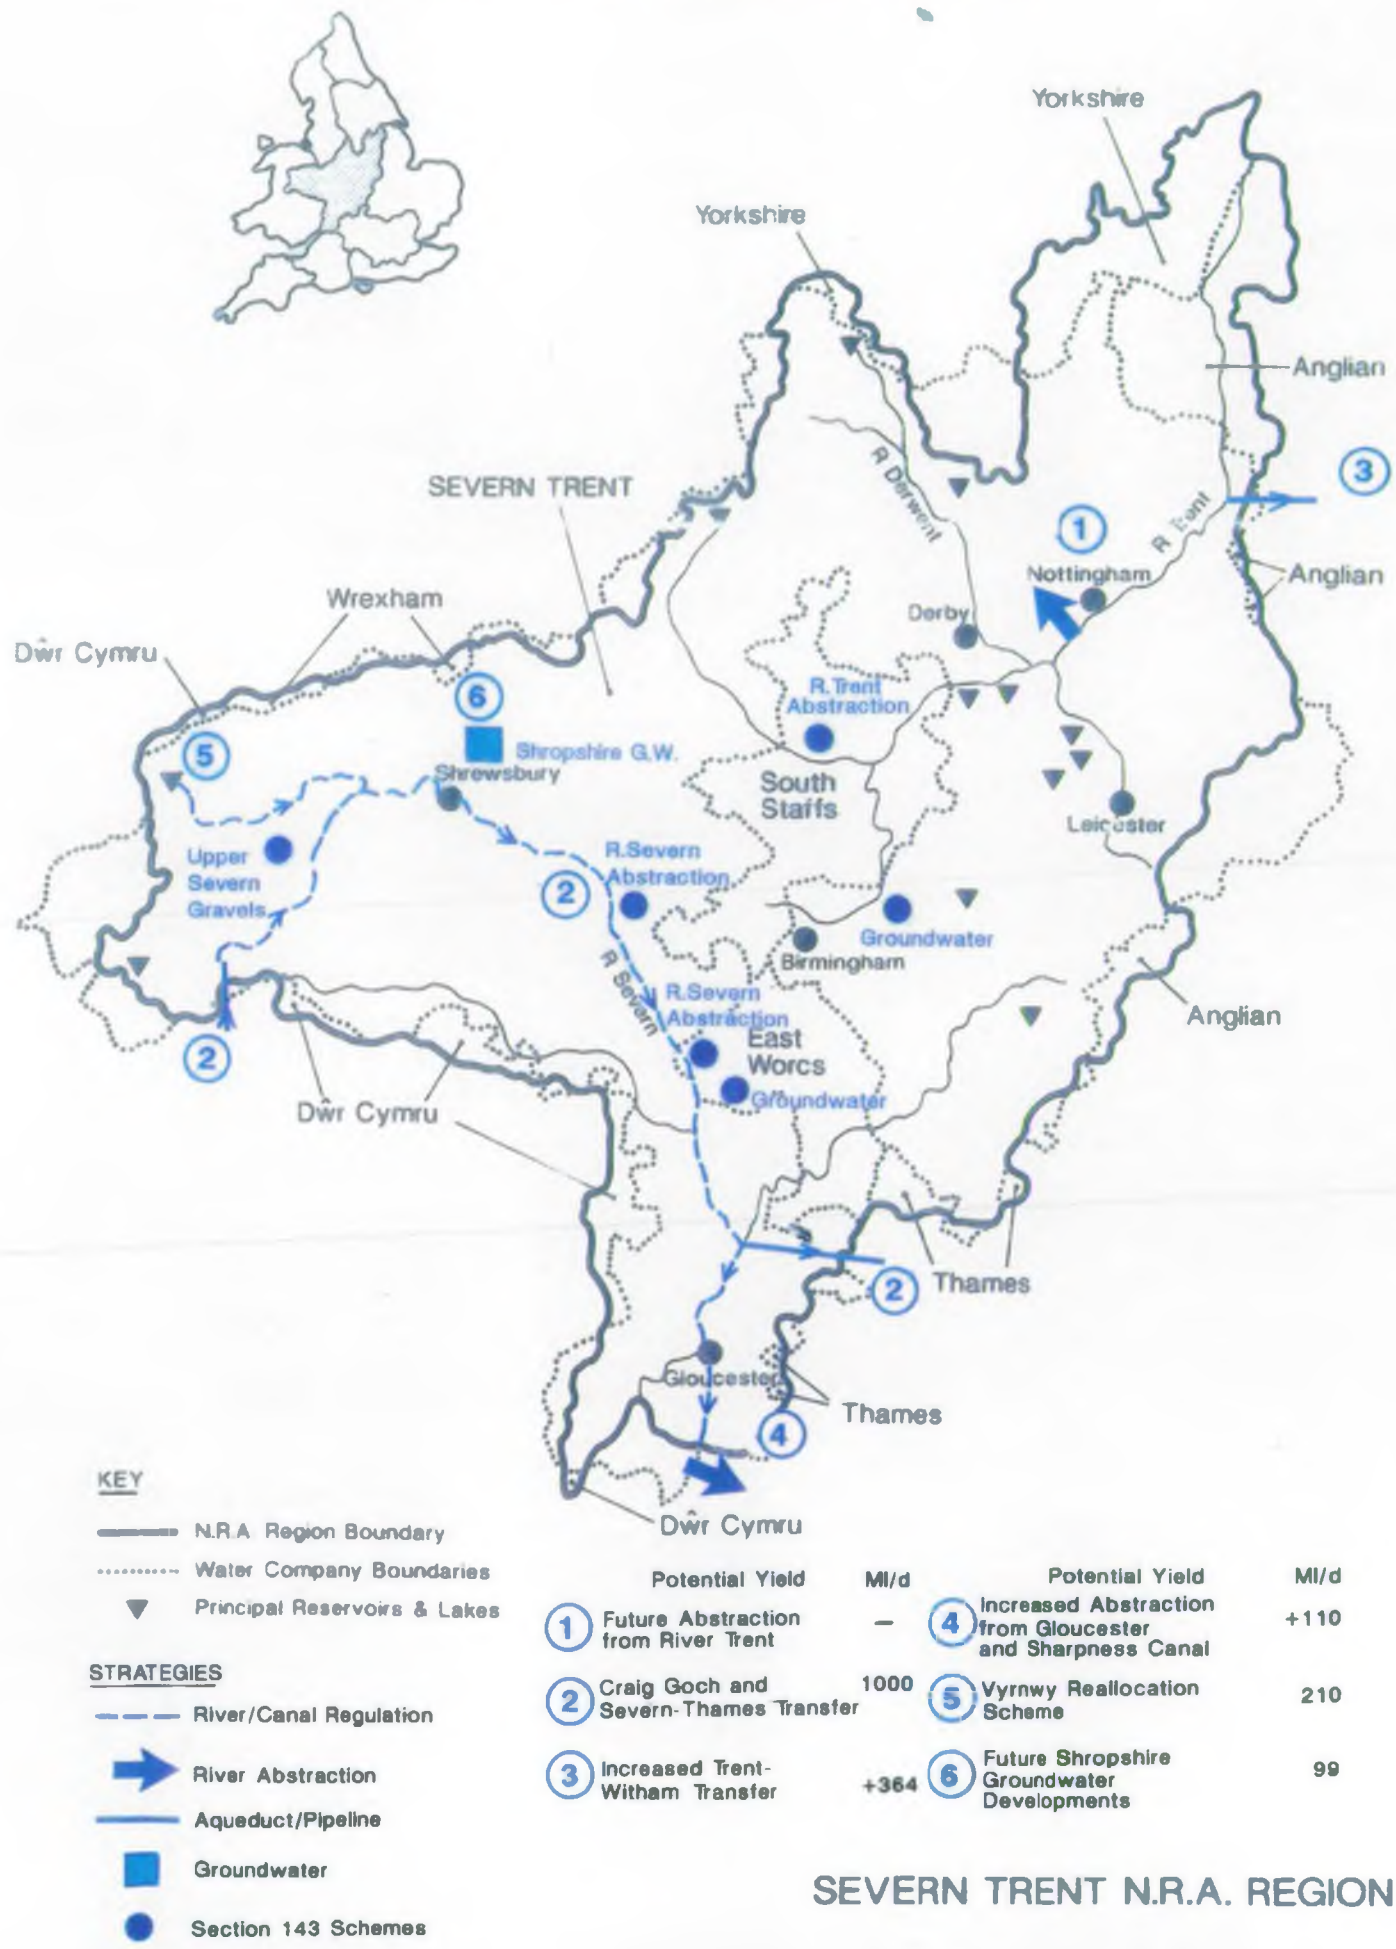 Yorkshire
Yorkshire
Anglian
3
SEVERN TRENT
R Derwent
1
R Trent
Nottingham
Anglian
Wrexham
Derby
Dŵr Cymru
6
R.Trent
Abstraction
5
Shropshire G.W.
Shrewsbury
South
Staffs
Leicester
Upper
Severn
Gravels
R.Severn
Abstraction
2
Groundwater
Birmingham
R Severn
R.Severn
Abstraction
Anglian
2
East
Worcs
Groundwater
Dŵr Cymru
2
Thames
Gloucester
Thames
4
Dŵr Cymru
KEY
N.R.A Region Boundary
Water Company Boundaries
Principal Reservoirs & Lakes
STRATEGIES
River/Canal Regulation
River Abstraction
Aqueduct/Pipeline
Groundwater
Section 143 Schemes
Potential Yield Ml/d
1 Future Abstraction
from River Trent –
2 Craig Goch and 1000
Severn-Thames Transfer
3 Increased Trent-
Witham Transfer +364
Potential Yield Ml/d
4 Increased Abstraction
from Gloucester +110
and Sharpness Canal
5 Vyrnwy Reallocation
Scheme 210
6 Future Shropshire
Groundwater 99
Developments
SEVERN TRENT N.R.A. REGION